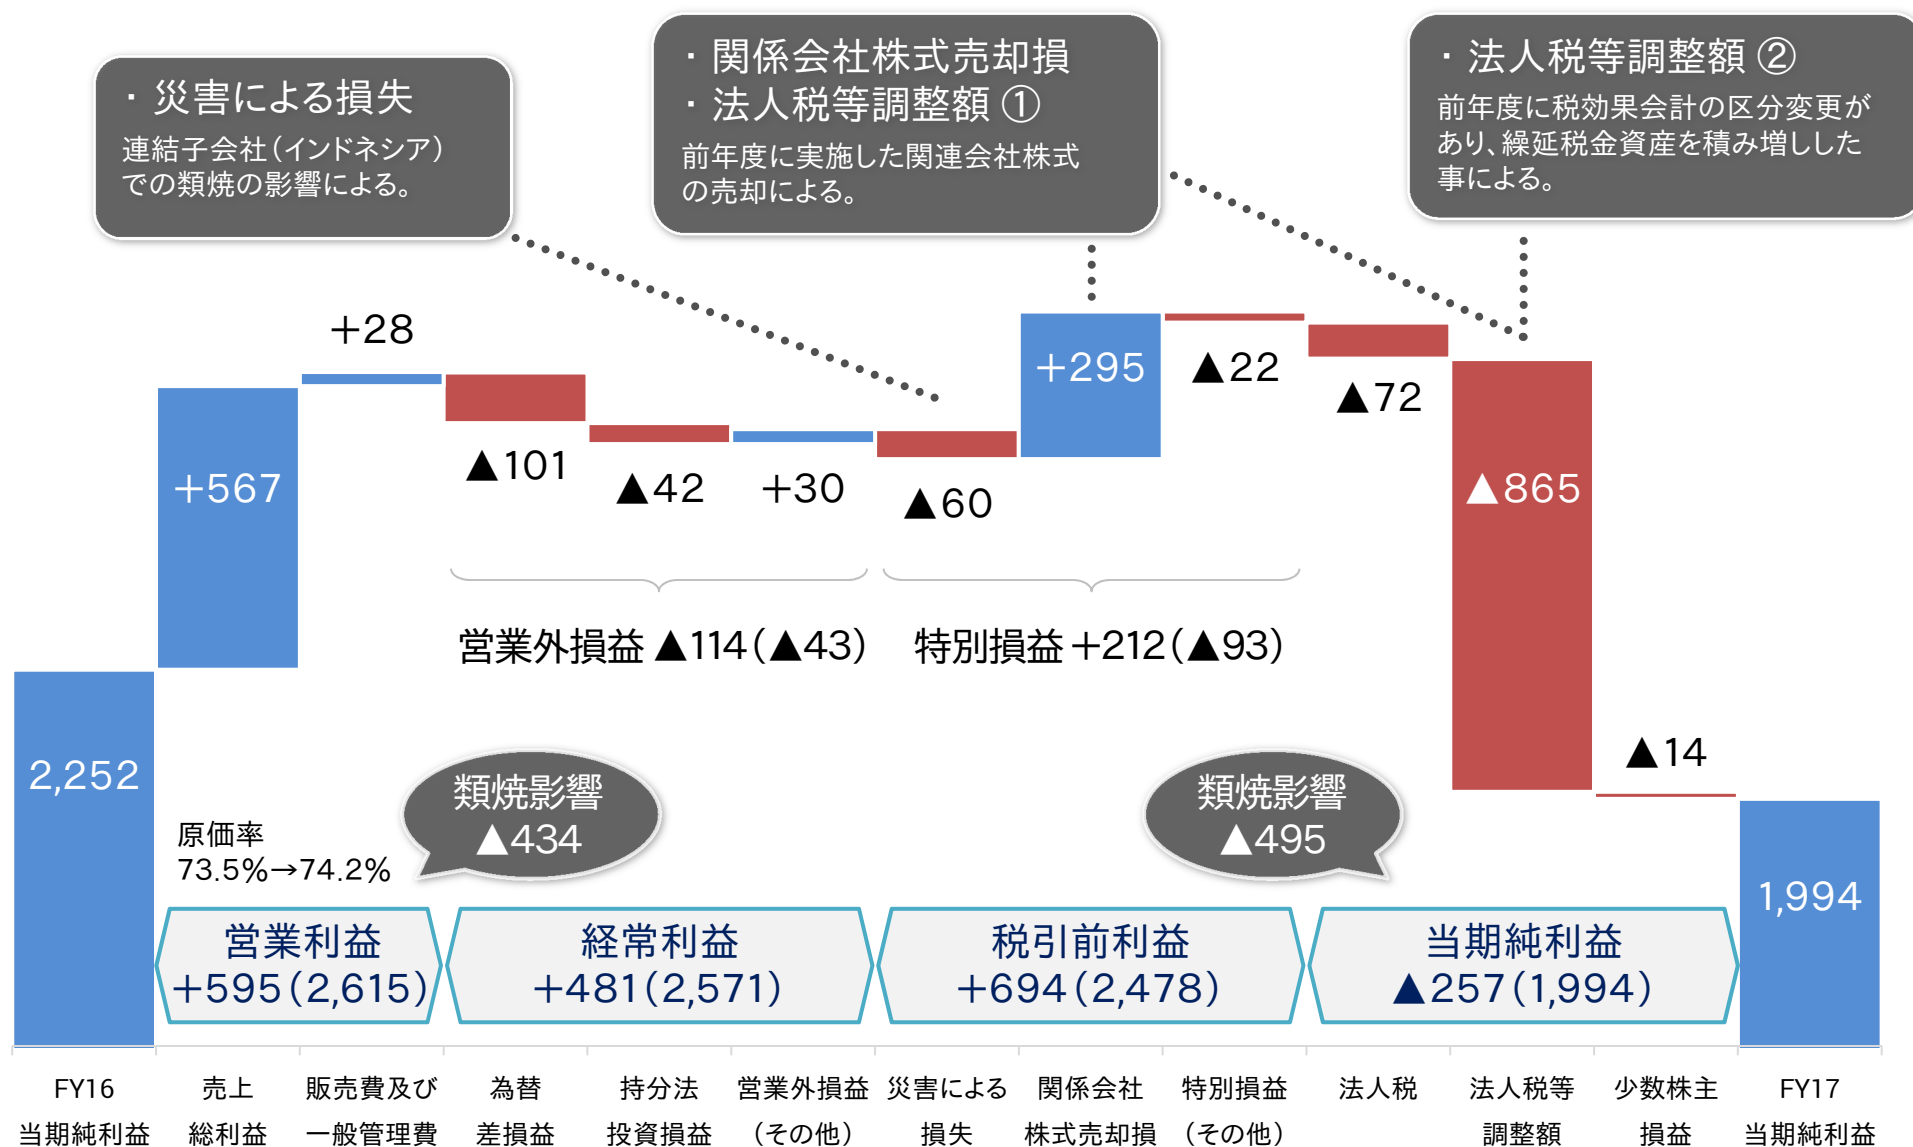 ・災害による損失
連結子会社（インドネシア）
での類焼の影響による。
・関係会社株式売却損
・法人税等調整額 ①
前年度に実施した関連会社株式
の売却による。
・法人税等調整額 ②
前年度に税効果会計の区分変更が
あり、繰延税金資産を積み増しした
事による。
2,252
+567
+28
▲101
▲42
+30
▲60
+295
▲22
▲72
▲865
▲14
1,994
営業外損益 ▲114(▲43)
特別損益 +212(▲93)
類焼影響
▲434
類焼影響
▲495
原価率
73.5%→74.2%
営業利益
+595(2,615)
経常利益
+481(2,571)
税引前利益
+694(2,478)
当期純利益
▲257(1,994)
FY16
当期純利益
売上
総利益
販売費及び
一般管理費
為替
差損益
持分法
投資損益
営業外損益
（その他）
災害による
損失
関係会社
株式売却損
特別損益
（その他）
法人税
法人税等
調整額
少数株主
損益
FY17
当期純利益